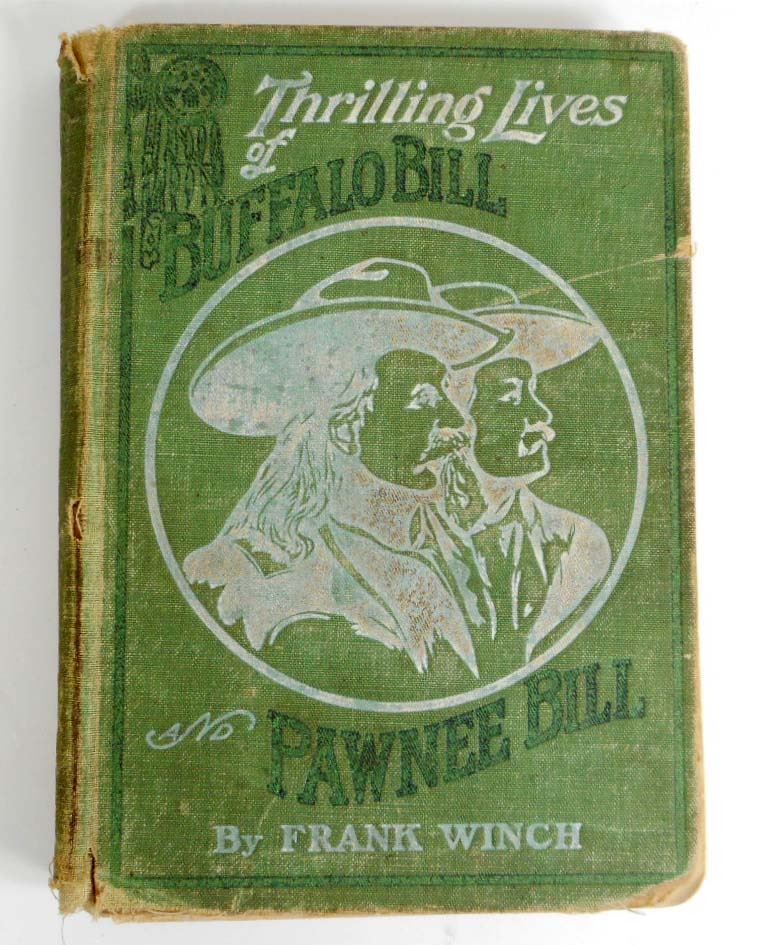 Thrilling Lives
of
BUFFALO BILL
AND
PAWNEE BILL
By FRANK WINCH